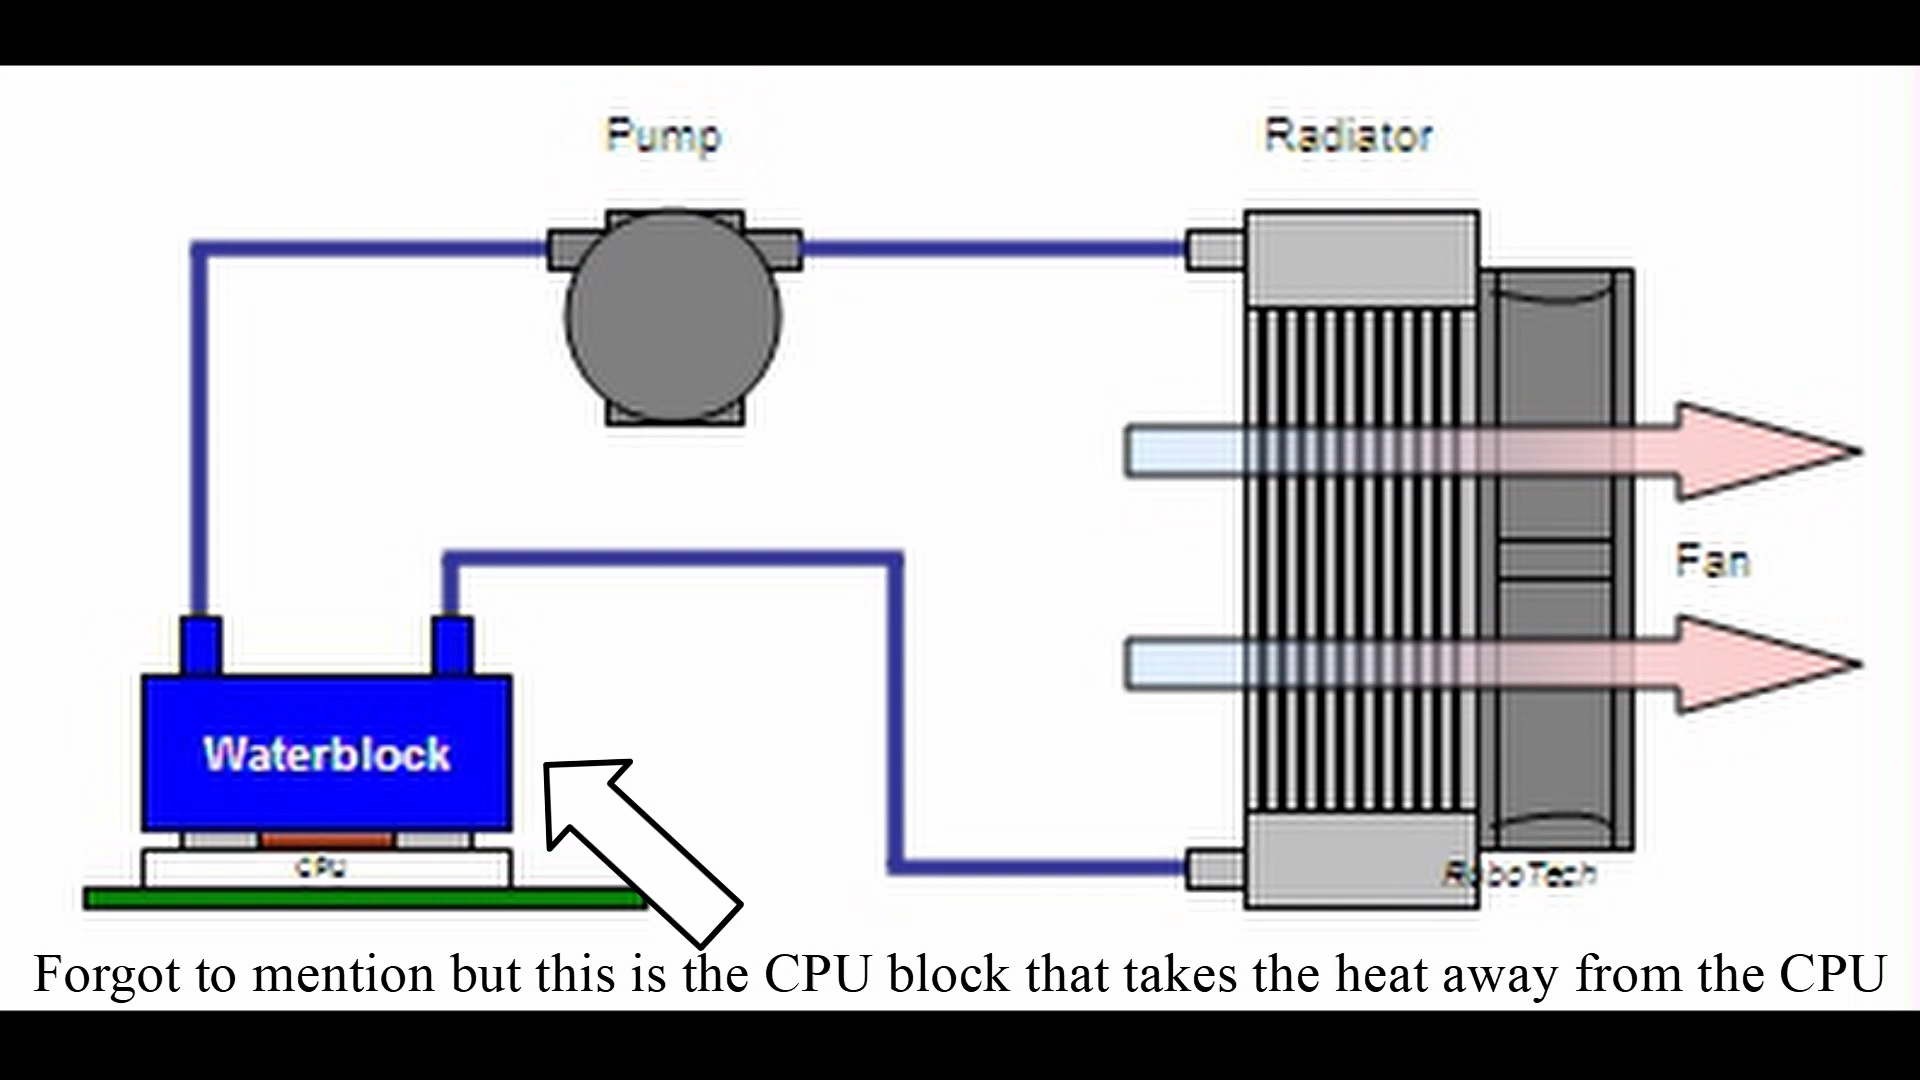 Pump
Radiator
Fan
Waterblock
CPU
RoboTech
Forgot to mention but this is the CPU block that takes the heat away from the CPU